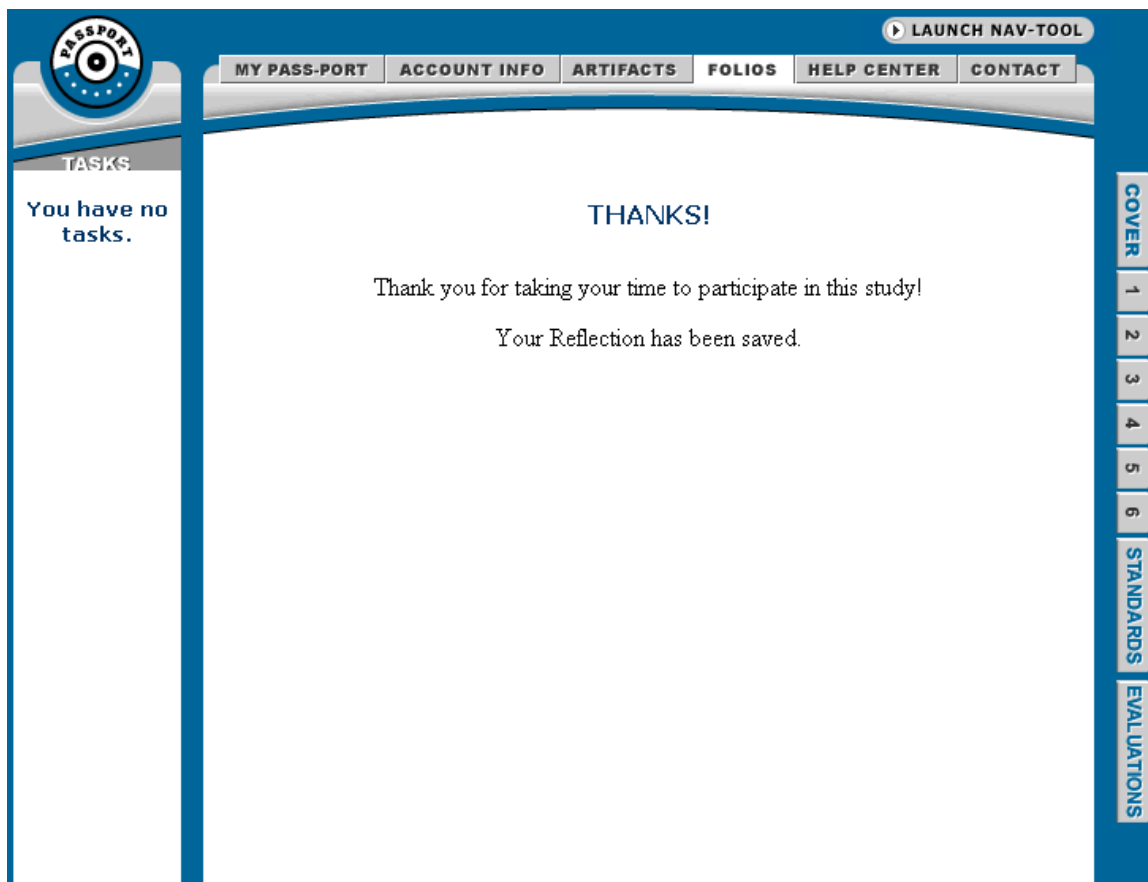 PASSPORT
LAUNCH NAV-TOOL
MY PASS-PORT ACCOUNT INFO ARTIFACTS FOLIOS HELP CENTER CONTACT
TASKS
You have no
tasks.
THANKS!
Thank you for taking your time to participate in this study!
Your Reflection has been saved.
COVER
1
2
3
4
5
6
STANDARDS
EVALUATIONS